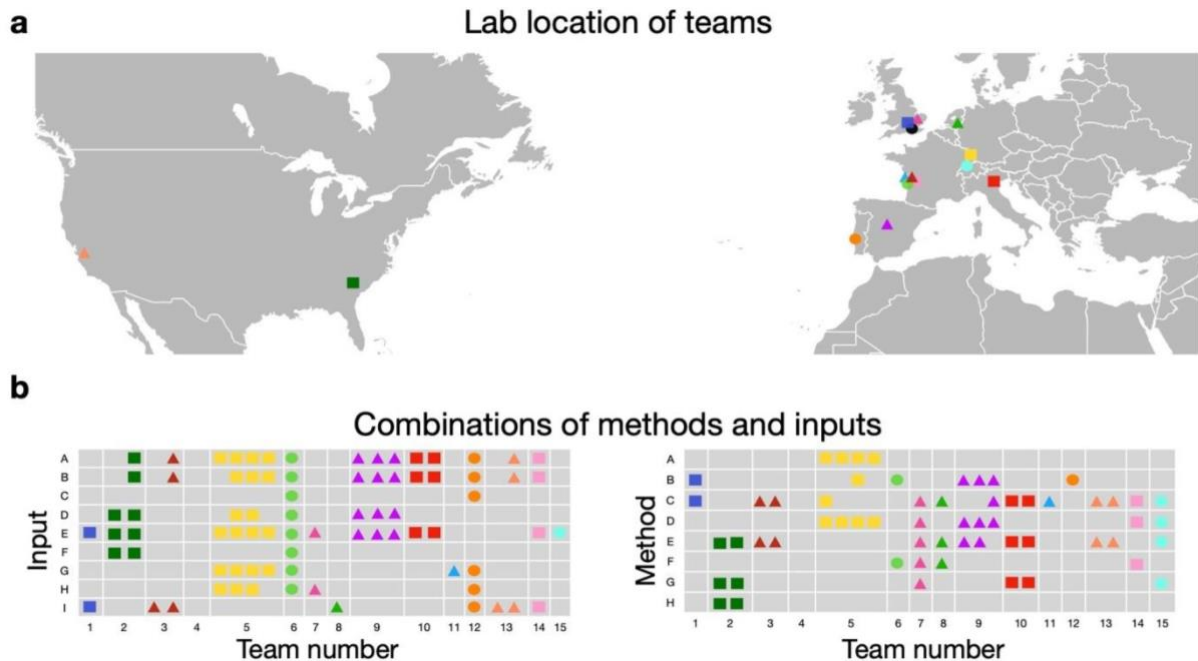 a
Lab location of teams
b
Combinations of methods and inputs
Input
A
B
C
D
E
F
G
H
I
1 2 3 4 5 6 7 8 9 10 11 12 13 14 15
Team number
Method
A
B
C
D
E
F
G
H
1 2 3 4 5 6 7 8 9 10 11 12 13 14 15
Team number